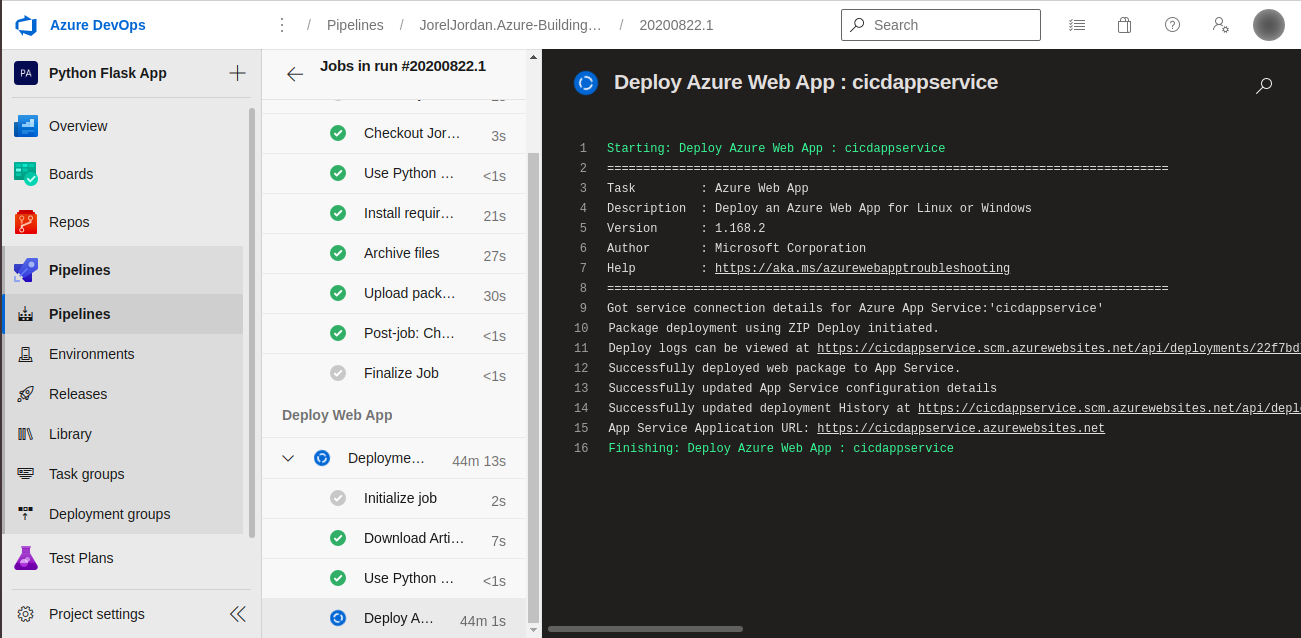 Azure DevOps
/ Pipelines / JorelJordan.Azure-Building… / 20200822.1
Search
PA Python Flask App
Overview
Boards
Repos
Pipelines
Pipelines
Environments
Releases
Library
Task groups
Deployment groups
Test Plans
Project settings
Jobs in run #20200822.1
Checkout Jor… 3s
Use Python … <1s
Install requir… 21s
Archive files 27s
Upload pack… 30s
Post-job: Ch… <1s
Finalize Job <1s
Deploy Web App
Deployme… 44m 13s
Initialize job 2s
Download Arti… 7s
Use Python … <1s
Deploy A… 44m 1s
Deploy Azure Web App : cicdappservice
1 Starting: Deploy Azure Web App : cicdappservice
2 ==============================================================================
3 Task : Azure Web App
4 Description : Deploy an Azure Web App for Linux or Windows
5 Version : 1.168.2
6 Author : Microsoft Corporation
7 Help : https://aka.ms/azurewebapptroubleshooting
8 ==============================================================================
9 Got service connection details for Azure App Service:'cicdappservice'
10 Package deployment using ZIP Deploy initiated.
11 Deploy logs can be viewed at https://cicdappservice.scm.azurewebsites.net/api/deployments/22f7bd
12 Successfully deployed web package to App Service.
13 Successfully updated App Service configuration details
14 Successfully updated deployment History at https://cicdappservice.scm.azurewebsites.net/api/depl
15 App Service Application URL: https://cicdappservice.azurewebsites.net
16 Finishing: Deploy Azure Web App : cicdappservice